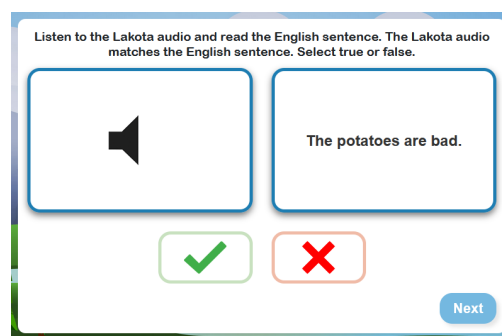 Listen to the Lakota audio and read the English sentence. The Lakota audio
matches the English sentence. Select true or false.
The potatoes are bad.
Next